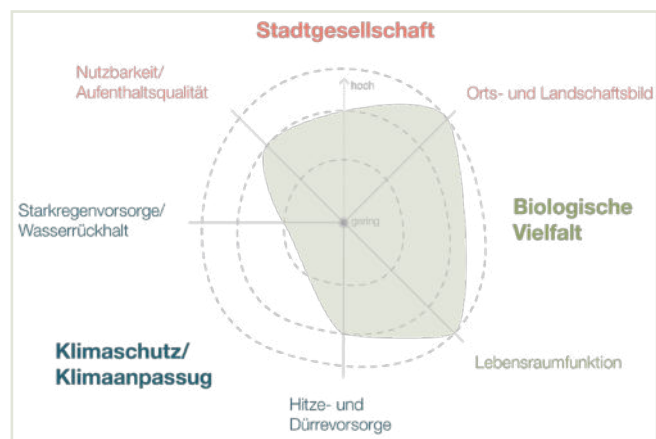 Stadtgesellschaft
Nutzbarkeit/
Aufenthaltsqualität
hoch
Orts- und Landschaftsbild
Starkregenvorsorge/
Wasserrückhalt
gering
Biologische
Vielfalt
Klimaschutz/
Klimaanpassug
Lebensraumfunktion
Hitze- und
Dürrevorsorge